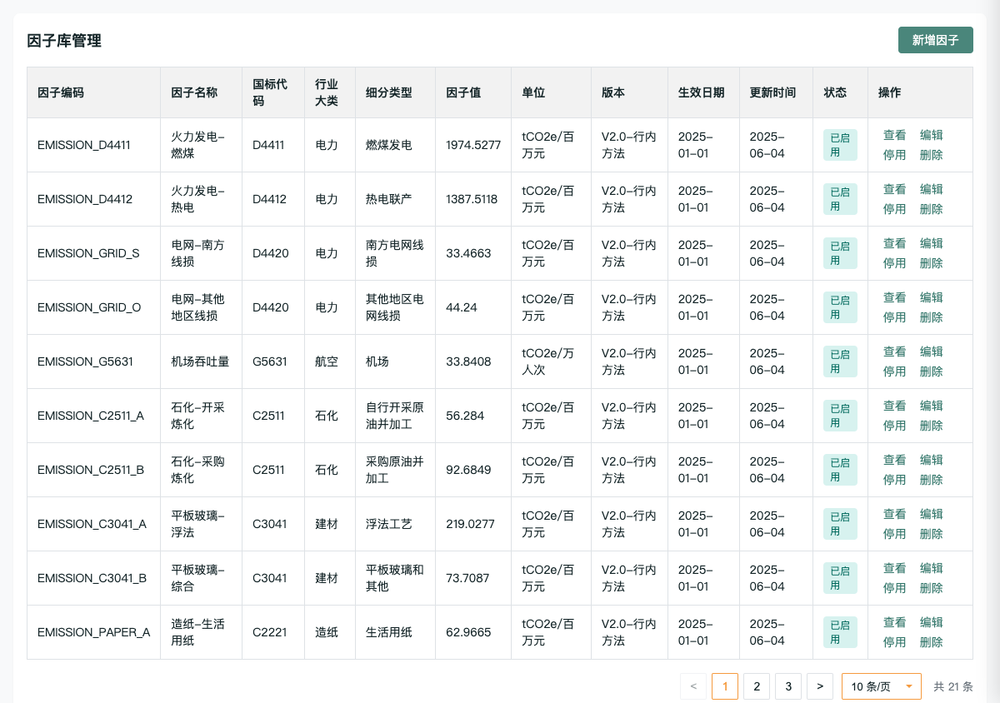 因子库管理
新增因子
因子编码 因子名称 国标代码 行业大类 细分类型 因子值 单位 版本 生效日期 更新时间 状态 操作
EMISSION_D4411 火力发电-燃煤 D4411 电力 燃煤发电 1974.5277 tCO2e/百万元 V2.0-行内方法 2025-01-01 2025-06-04 已启用 查看 编辑 停用 删除
EMISSION_D4412 火力发电-热电 D4412 电力 热电联产 1387.5118 tCO2e/百万元 V2.0-行内方法 2025-01-01 2025-06-04 已启用 查看 编辑 停用 删除
EMISSION_GRID_S 电网-南方线损 D4420 电力 南方电网线损 33.4663 tCO2e/百万元 V2.0-行内方法 2025-01-01 2025-06-04 已启用 查看 编辑 停用 删除
EMISSION_GRID_O 电网-其他地区线损 D4420 电力 其他地区电网线损 44.24 tCO2e/百万元 V2.0-行内方法 2025-01-01 2025-06-04 已启用 查看 编辑 停用 删除
EMISSION_G5631 机场吞吐量 G5631 航空 机场 33.8408 tCO2e/万人次 V2.0-行内方法 2025-01-01 2025-06-04 已启用 查看 编辑 停用 删除
EMISSION_C2511_A 石化-开采炼化 C2511 石化 自行开采原油并加工 56.284 tCO2e/百万元 V2.0-行内方法 2025-01-01 2025-06-04 已启用 查看 编辑 停用 删除
EMISSION_C2511_B 石化-采购炼化 C2511 石化 采购原油并加工 92.6849 tCO2e/百万元 V2.0-行内方法 2025-01-01 2025-06-04 已启用 查看 编辑 停用 删除
EMISSION_C3041_A 平板玻璃-浮法 C3041 建材 浮法工艺 219.0277 tCO2e/百万元 V2.0-行内方法 2025-01-01 2025-06-04 已启用 查看 编辑 停用 删除
EMISSION_C3041_B 平板玻璃-综合 C3041 建材 平板玻璃和其他 73.7087 tCO2e/百万元 V2.0-行内方法 2025-01-01 2025-06-04 已启用 查看 编辑 停用 删除
EMISSION_PAPER_A 造纸-生活用纸 C2221 造纸 生活用纸 62.9665 tCO2e/百万元 V2.0-行内方法 2025-01-01 2025-06-04 已启用 查看 编辑 停用 删除
< 1 2 3 > 10 条/页 共 21 条